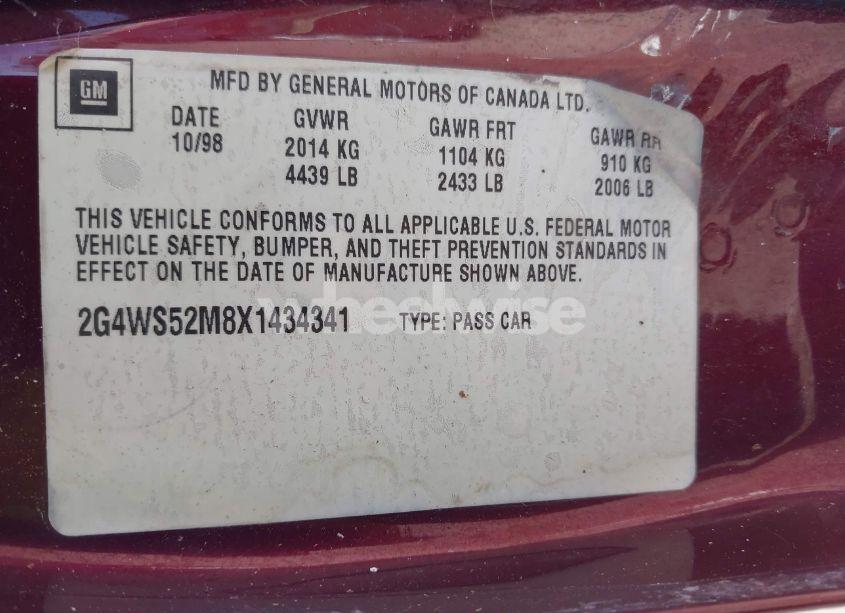 GM
MFD BY GENERAL MOTORS OF CANADA LTD.
DATE GVWR GAWR FRT GAWR RR
10/98 2014 KG 1104 KG 910 KG
4439 LB 2433 LB 2006 LB
THIS VEHICLE CONFORMS TO ALL APPLICABLE U.S. FEDERAL MOTOR
VEHICLE SAFETY, BUMPER, AND THEFT PREVENTION STANDARDS IN
EFFECT ON THE DATE OF MANUFACTURE SHOWN ABOVE.
wheelwise
2G4WS52M8X1434341 TYPE: PASS CAR